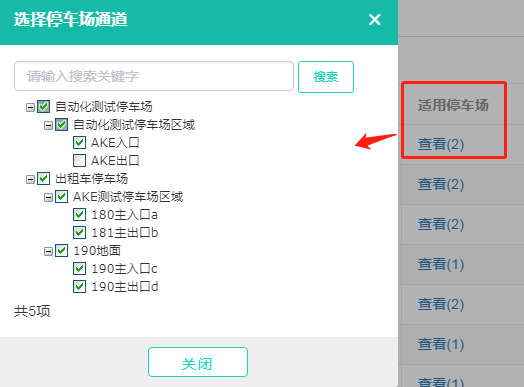 选择停车场通道
×
请输入搜索关键字
搜索
自动化测试停车场
自动化测试停车场区域
AKE入口
AKE出口
出租车停车场
AKE测试停车场区域
180主入口a
181主出口b
190地面
190主入口c
190主出口d
共5项
关闭
适用停车场
查看(2)
查看(2)
查看(2)
查看(1)
查看(2)
查看(1)
查看(1)